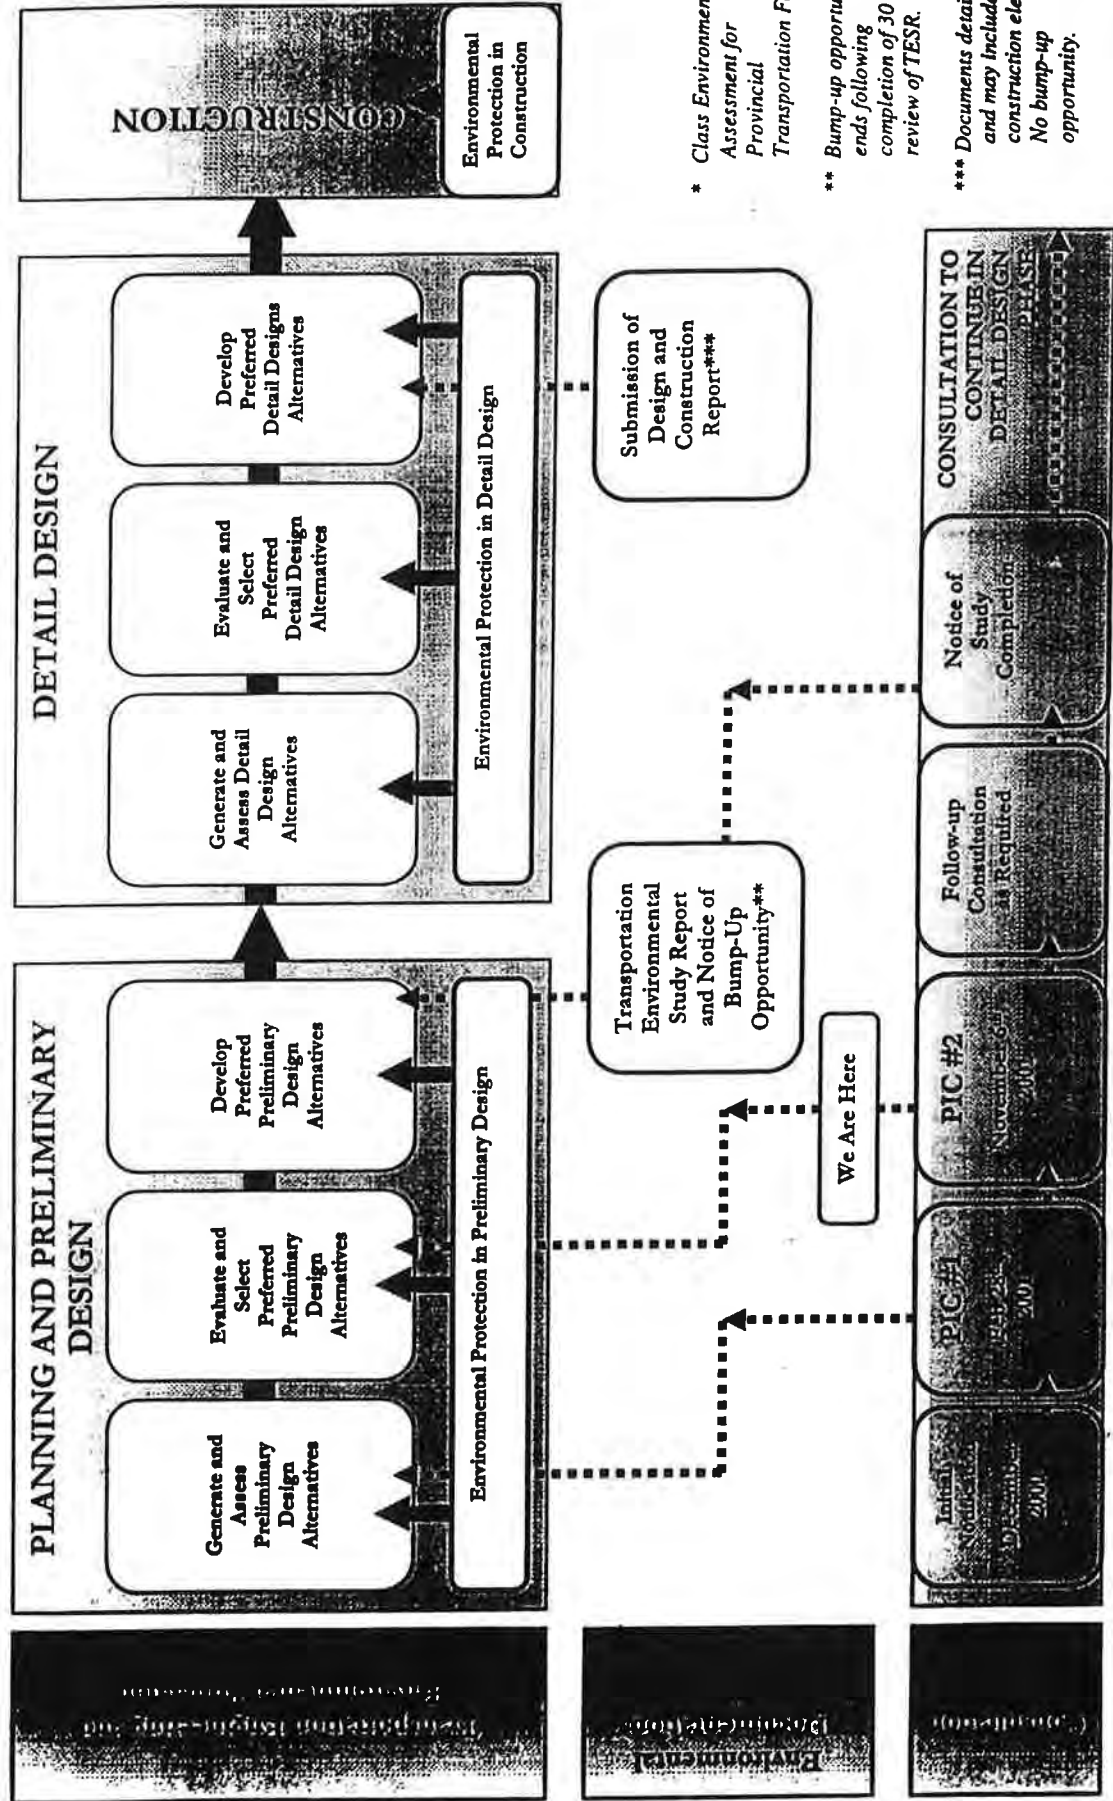 PLANNING AND PRELIMINARY
DESIGN
Generate and
Assess
Preliminary
Design
Alternatives
Evaluate and
Select
Preferred
Preliminary
Design
Alternatives
Develop
Preferred
Preliminary
Design
Alternatives
Environmental Protection in Preliminary Design
DETAIL DESIGN
Generate and
Assess Detail
Design
Alternatives
Evaluate and
Select
Preferred
Detail Design
Alternatives
Develop
Preferred
Detail Designs
Alternatives
Environmental Protection in Detail Design
CONSTRUCTION
Environmental
Protection in
Construction
Environmental
Transportation
Environmental
Study Report
and Notice of
Bump-Up
Opportunity**
Submission of
Design and
Construction
Report***
We Are Here
Consultation
Initial
December
2000
PIC #1
PIC #2
November 6th
2001
Follow-up
Consultation
as Required
Notice of
Study
Completion
CONSULTATION TO
CONTINUE IN
DETAIL DESIGN
PHASE
* Class Environmen
Assessment for
Provincial
Transportation F
** Bump-up opportu
ends following
completion of 30
review of TESR.
*** Documents detai
and may include
construction ele
No bump-up
opportunity.